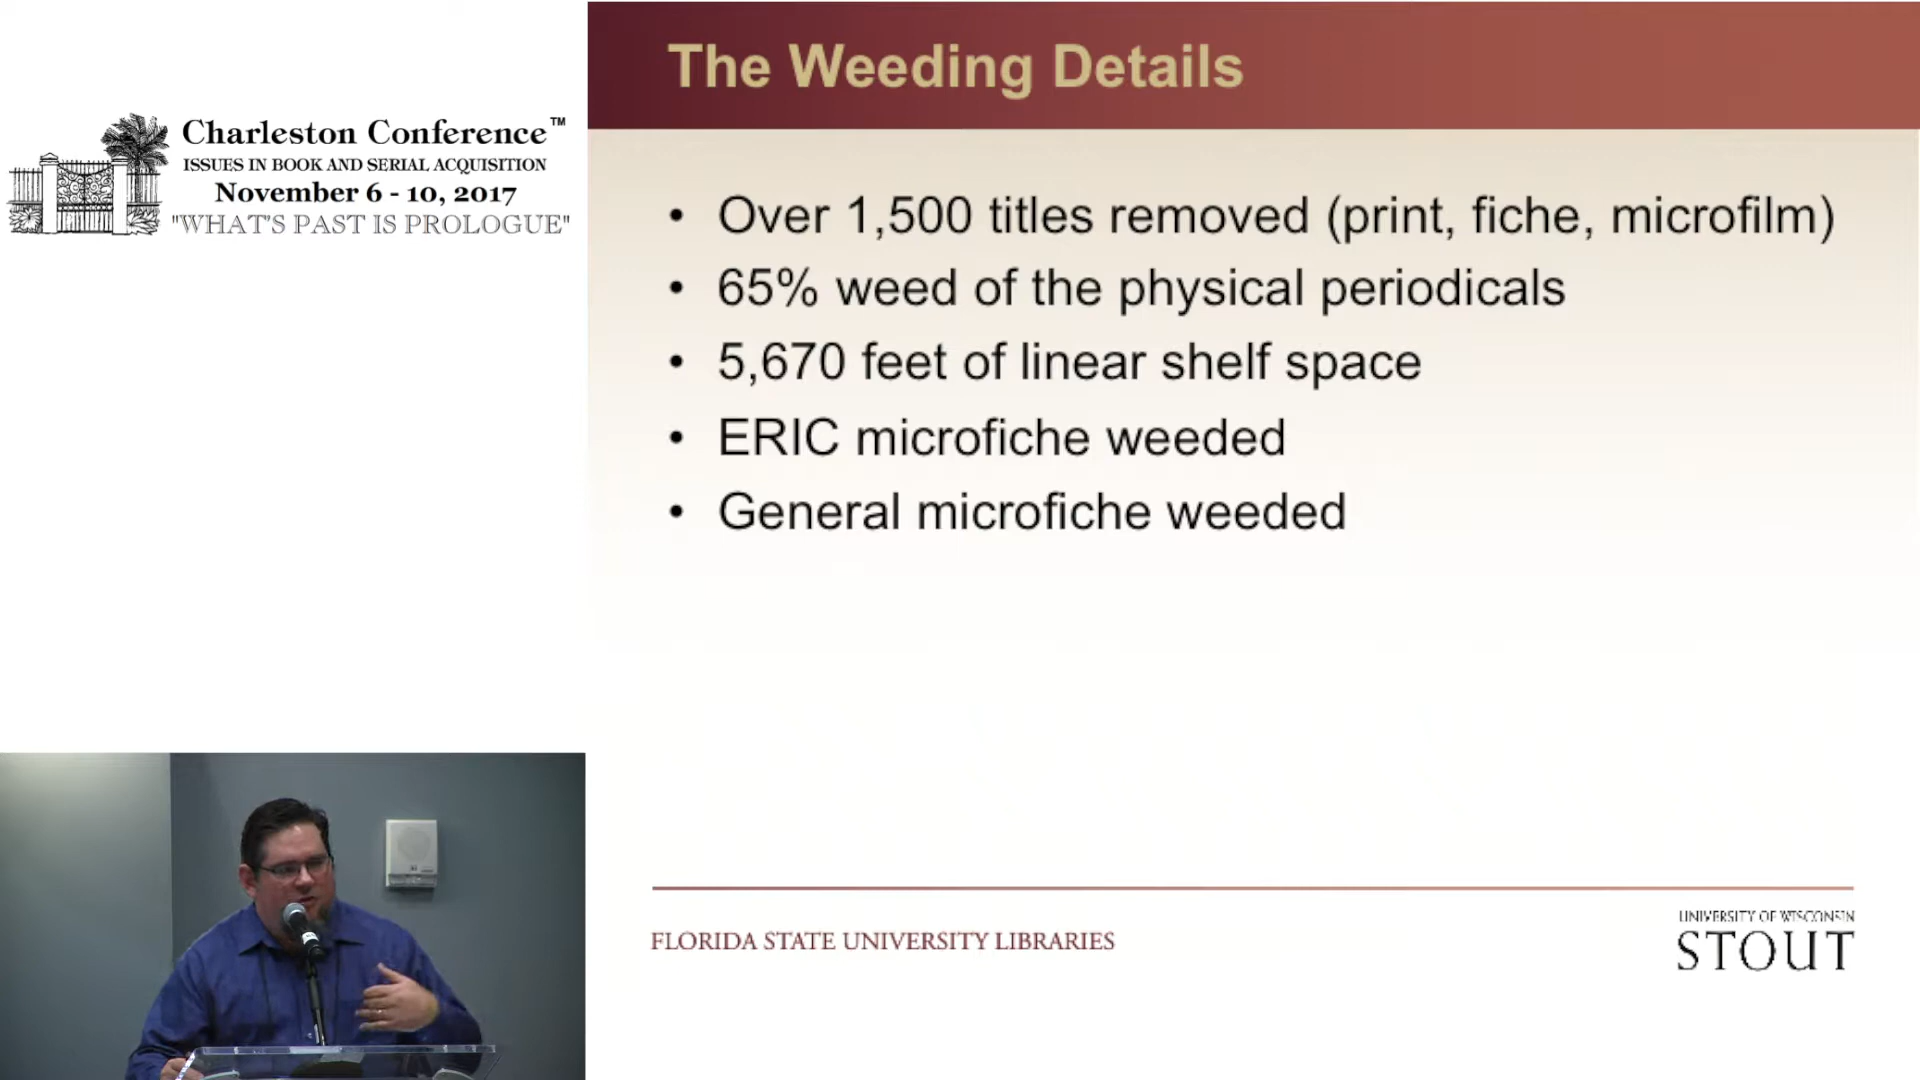 Charleston Conference™
ISSUES IN BOOK AND SERIAL ACQUISITION
November 6 - 10, 2017
"WHAT'S PAST IS PROLOGUE"
The Weeding Details
• Over 1,500 titles removed (print, fiche, microfilm)
• 65% weed of the physical periodicals
• 5,670 feet of linear shelf space
• ERIC microfiche weeded
• General microfiche weeded
FLORIDA STATE UNIVERSITY LIBRARIES
UNIVERSITY OF WISCONSIN
STOUT